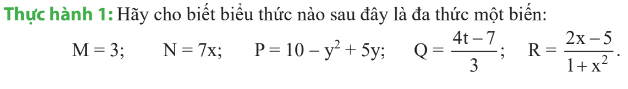 Thực hành 1: Hãy cho biết biểu thức nào sau đây là đa thức một biến:
M = 3; N = 7x; P = 10 – y² + 5y; Q = (4t – 7)/3; R = (2x – 5)/(1 + x²).